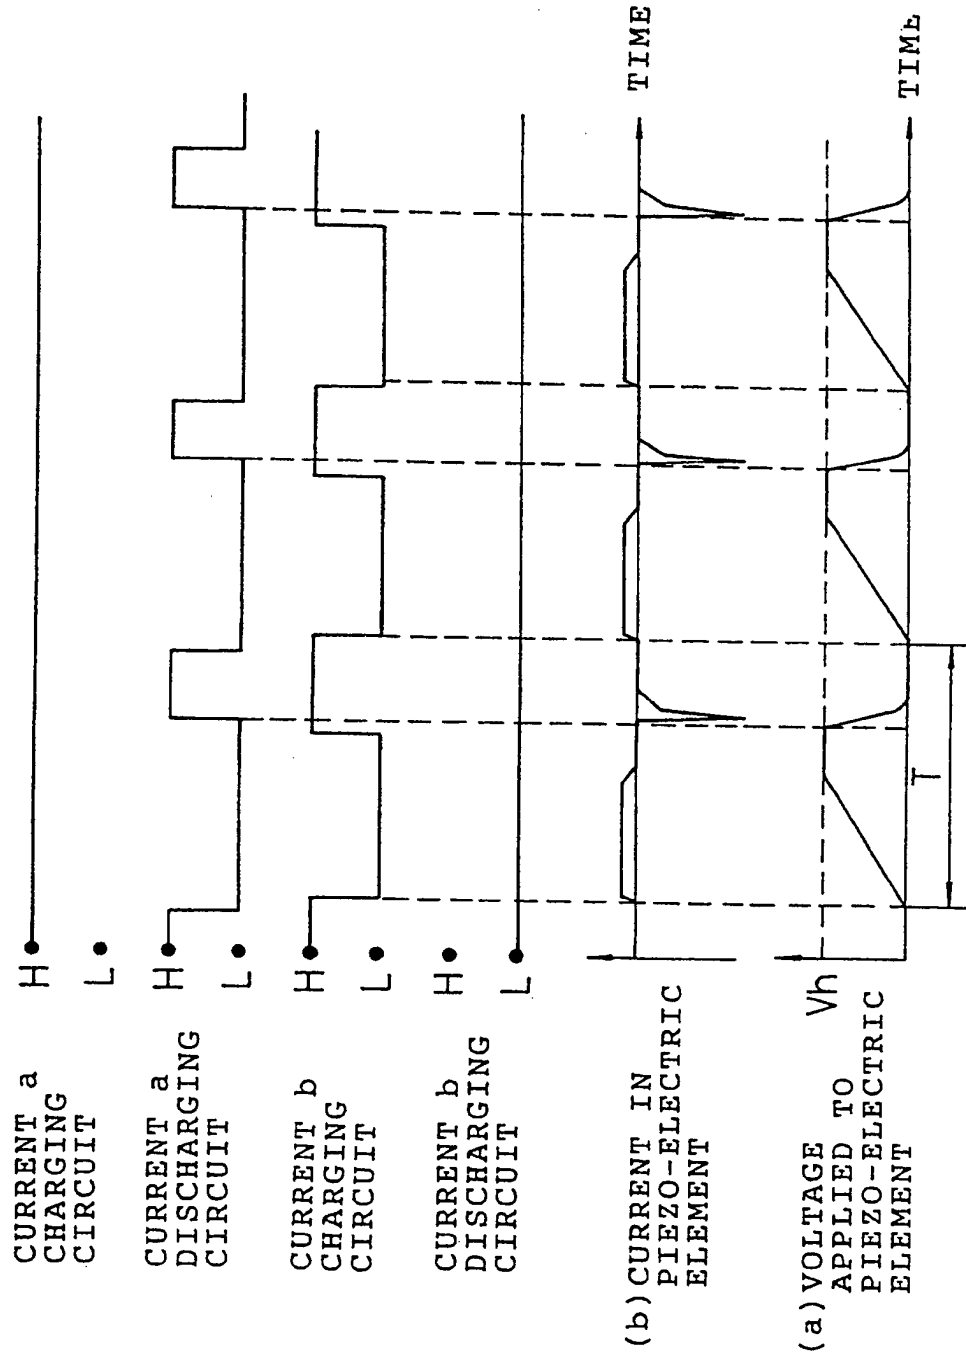 CURRENT a
CHARGING
CIRCUIT
H
L
CURRENT a
DISCHARGING
CIRCUIT
H
L
CURRENT b
CHARGING
CIRCUIT
H
L
CURRENT b
DISCHARGING
CIRCUIT
H
L
(b) CURRENT IN
PIEZO-ELECTRIC
ELEMENT
TIME
(a) VOLTAGE
APPLIED TO
PIEZO-ELECTRIC
ELEMENT
Vh
T
TIME